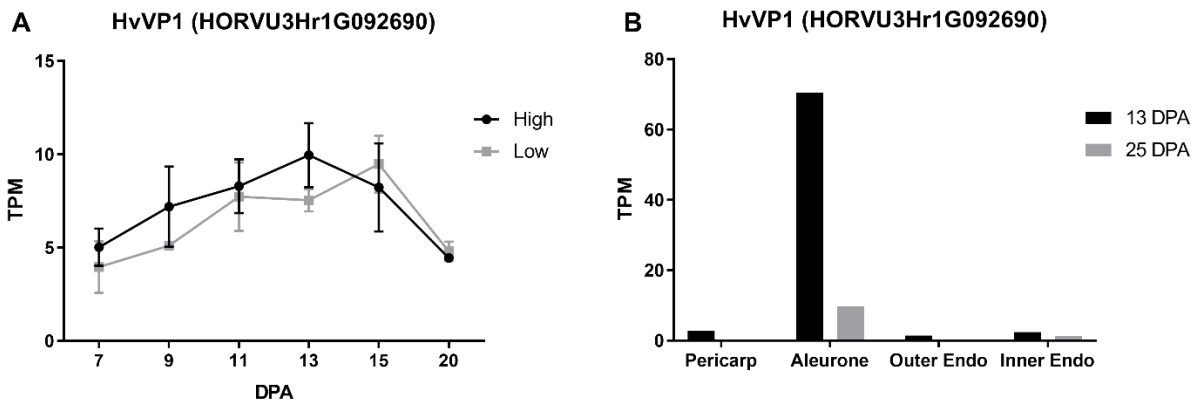 A
HvVP1 (HORVU3Hr1G092690)
15
10
5
0
TPM
7 9 11 13 15 20
DPA
High
Low
B
HvVP1 (HORVU3Hr1G092690)
80
60
40
20
0
TPM
Pericarp Aleurone Outer Endo Inner Endo
13 DPA
25 DPA